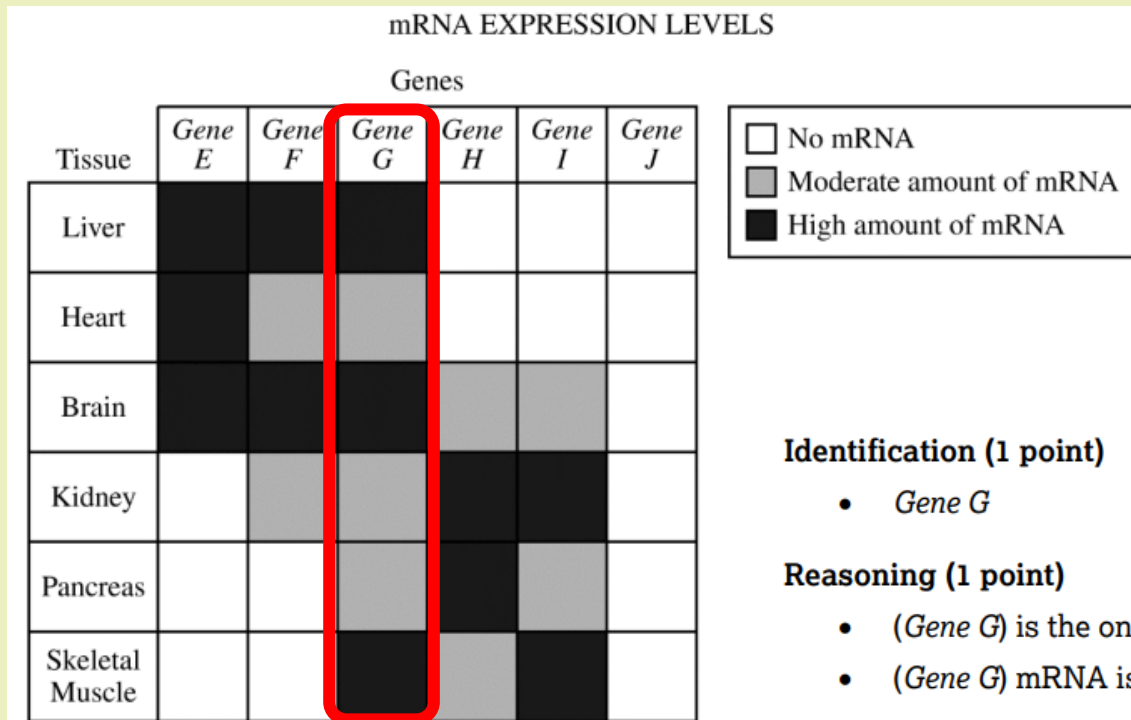 mRNA EXPRESSION LEVELS
Genes
Tissue Gene E Gene F Gene G Gene H Gene I Gene J
No mRNA
Moderate amount of mRNA
High amount of mRNA
Liver
Heart
Brain
Kidney
Pancreas
Skeletal
Muscle
Identification (1 point)
• Gene G
Reasoning (1 point)
• (Gene G) is the on
• (Gene G) mRNA is